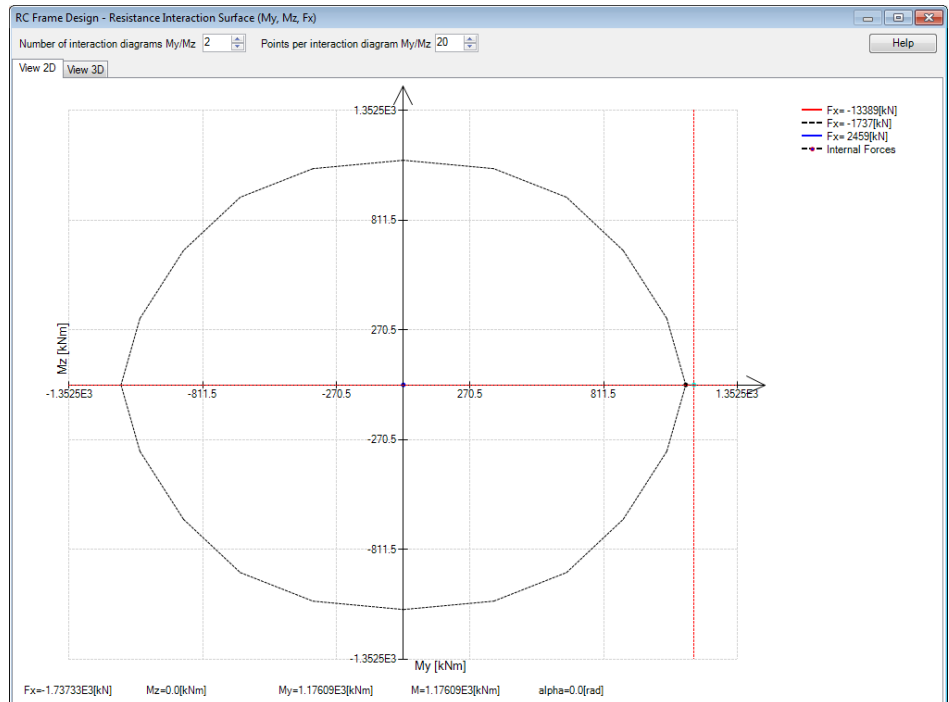 RC Frame Design - Resistance Interaction Surface (My, Mz, Fx)
Number of interaction diagrams My/Mz 2 Points per interaction diagram My/Mz 20 Help
View 2D View 3D
1.3525E3
Fx= -13389[kN]
Fx= -1737[kN]
Fx= 2459[kN]
Internal Forces
811.5
270.5
Mz [kNm]
-1.3525E3 -811.5 -270.5 270.5 811.5 1.3525E3
-270.5
-811.5
-1.3525E3
My [kNm]
Fx=-1.73733E3[kN] Mz=0.0[kNm] My=1.17609E3[kNm] M=1.17609E3[kNm] alpha=0.0[rad]